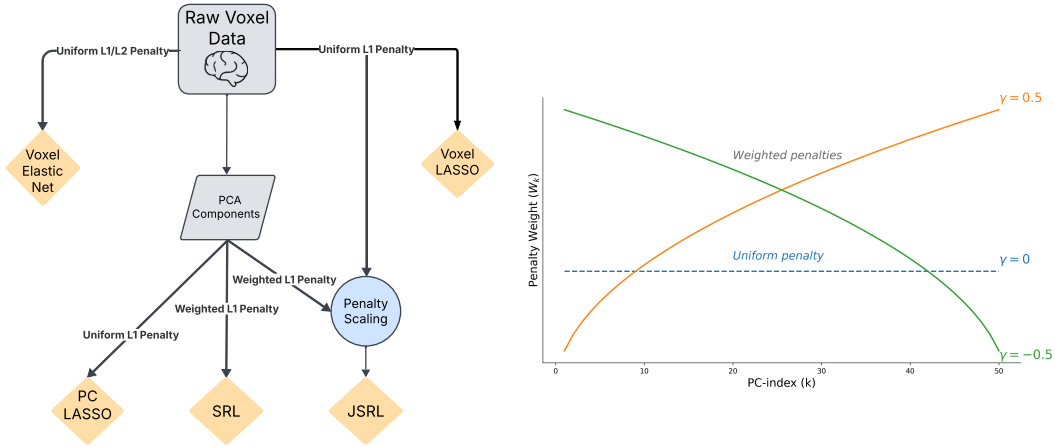 Raw Voxel
Data
Uniform L1/L2 Penalty
Uniform L1 Penalty
Voxel
Elastic
Net
Voxel
LASSO
PCA
Components
Weighted L1 Penalty
Weighted L1 Penalty
Uniform L1 Penalty
Penalty
Scaling
PC
LASSO
SRL
JSRL
γ = 0.5
Weighted penalties
Uniform penalty
γ = 0
γ = −0.5
Penalty Weight (Wₖ)
0 10 20 30 40 50
PC-index (k)